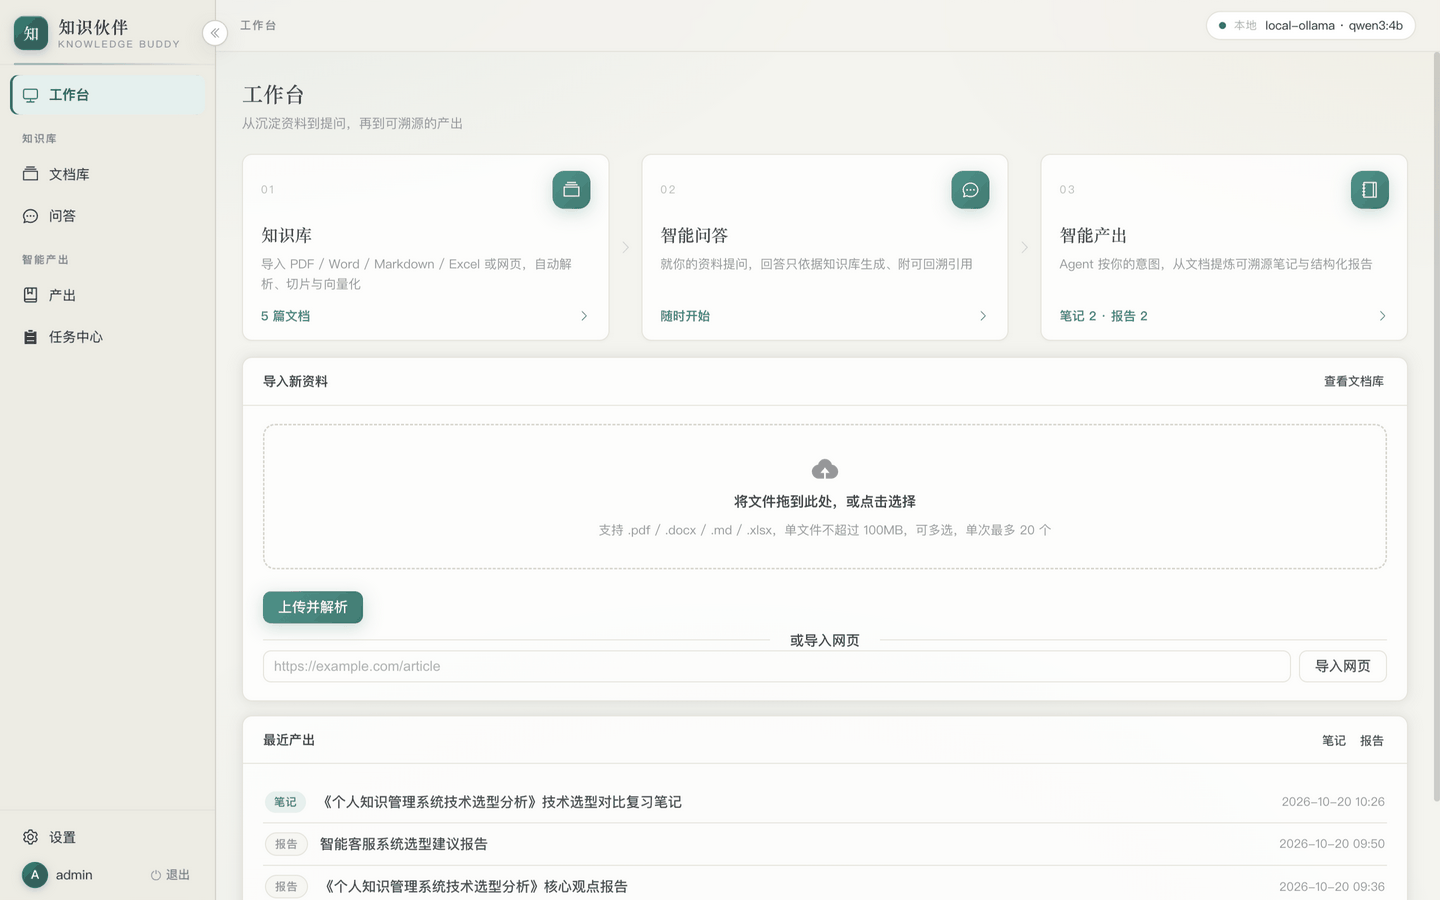 知
知识伙伴
KNOWLEDGE BUDDY
工作台
知识库
文档库
问答
智能产出
产出
任务中心
设置
A
admin
退出
工作台
本地
local-ollama · qwen3:4b
工作台
从沉淀资料到提问，再到可溯源的产出
01
知识库
导入 PDF / Word / Markdown / Excel 或网页，自动解
析、切片与向量化
5 篇文档
02
智能问答
就你的资料提问，回答只依据知识库生成、附可回溯引用
随时开始
03
智能产出
Agent 按你的意图，从文档提炼可溯源笔记与结构化报告
笔记 2 · 报告 2
导入新资料
查看文档库
将文件拖到此处，或点击选择
支持 .pdf / .docx / .md / .xlsx，单文件不超过 100MB，可多选，单次最多 20 个
上传并解析
或导入网页
https://example.com/article
导入网页
最近产出
笔记
报告
笔记
《个人知识管理系统技术选型分析》技术选型对比复习笔记
2026-10-20 10:26
报告
智能客服系统选型建议报告
2026-10-20 09:50
报告
《个人知识管理系统技术选型分析》核心观点报告
2026-10-20 09:36